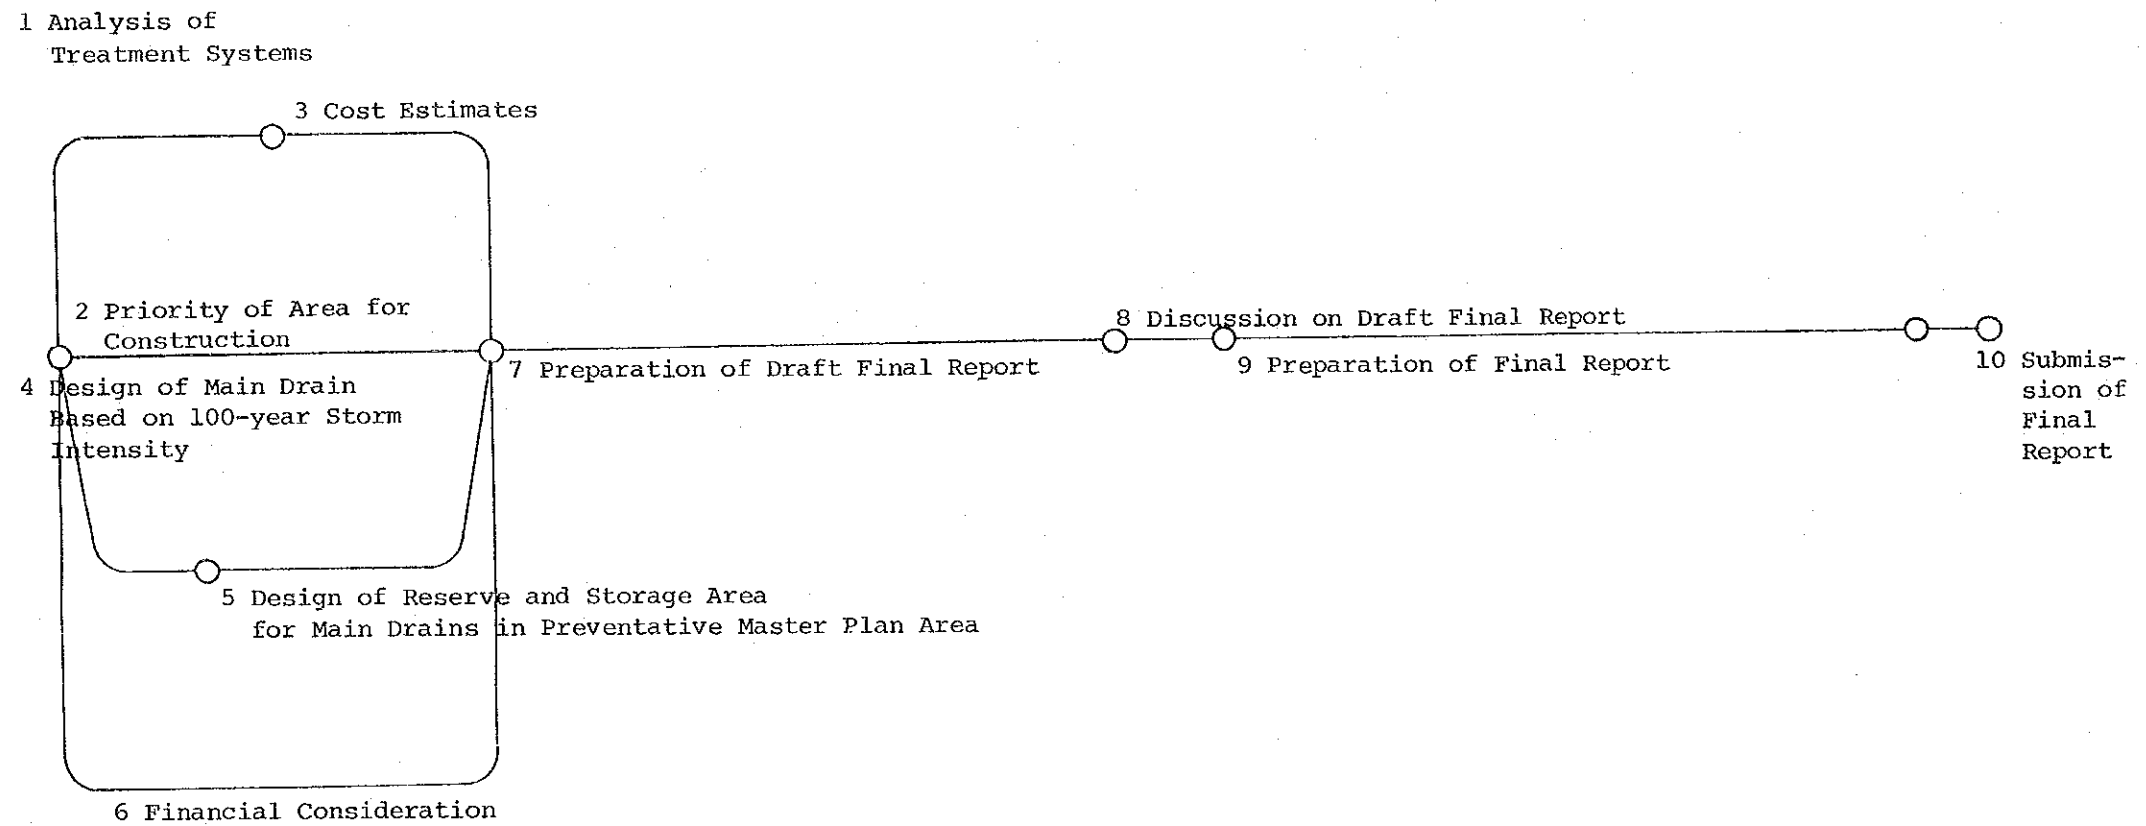 1 Analysis of
Treatment Systems
3 Cost Estimates
2 Priority of Area for
Construction
4 Design of Main Drain
Based on 100-year Storm
Intensity
5 Design of Reserve and Storage Area
for Main Drains in Preventative Master Plan Area
6 Financial Consideration
7 Preparation of Draft Final Report
8 Discussion on Draft Final Report
9 Preparation of Final Report
10 Submis-
sion of
Final
Report